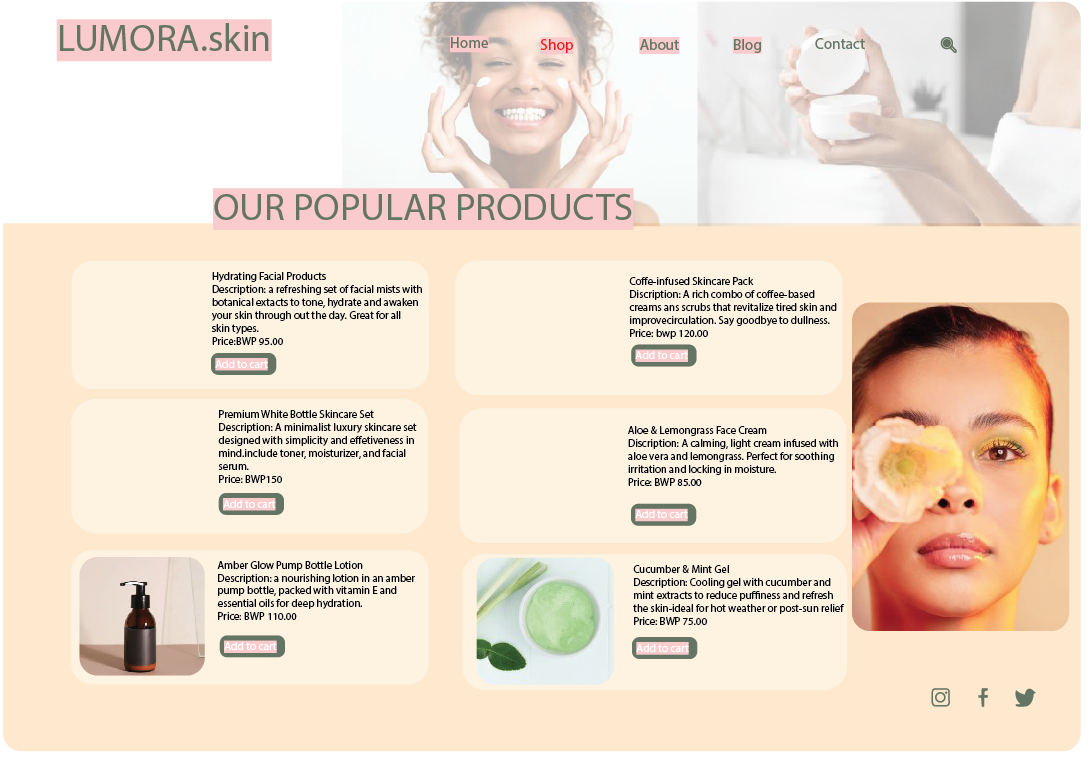 LUMORA.skin
Home
Shop
About
Blog
Contact
OUR POPULAR PRODUCTS
Hydrating Facial Products
Description: a refreshing set of facial mists with
botanical extacts to tone, hydrate and awaken
your skin through out the day. Great for all
skin types.
Price:BWP 95.00
Add to cart
Coffe-infused Skincare Pack
Discription: A rich combo of coffee-based
creams ans scrubs that revitalize tired skin and
improvecirculation. Say goodbye to dullness.
Price: bwp 120.00
Add to cart
Premium White Bottle Skincare Set
Description: A minimalist luxury skincare set
designed with simplicity and effetiveness in
mind.include toner, moisturizer, and facial
serum.
Price: BWP150
Add to cart
Aloe & Lemongrass Face Cream
Discription: A calming, light cream infused with
aloe vera and lemongrass. Perfect for soothing
irritation and locking in moisture.
Price: BWP 85.00
Add to cart
Amber Glow Pump Bottle Lotion
Description: a nourishing lotion in an amber
pump bottle, packed with vitamin E and
essential oils for deep hydration.
Price: BWP 110.00
Add to cart
Cucumber & Mint Gel
Description: Cooling gel with cucumber and
mint extracts to reduce puffiness and refresh
the skin-ideal for hot weather or post-sun relief
Price: BWP 75.00
Add to cart